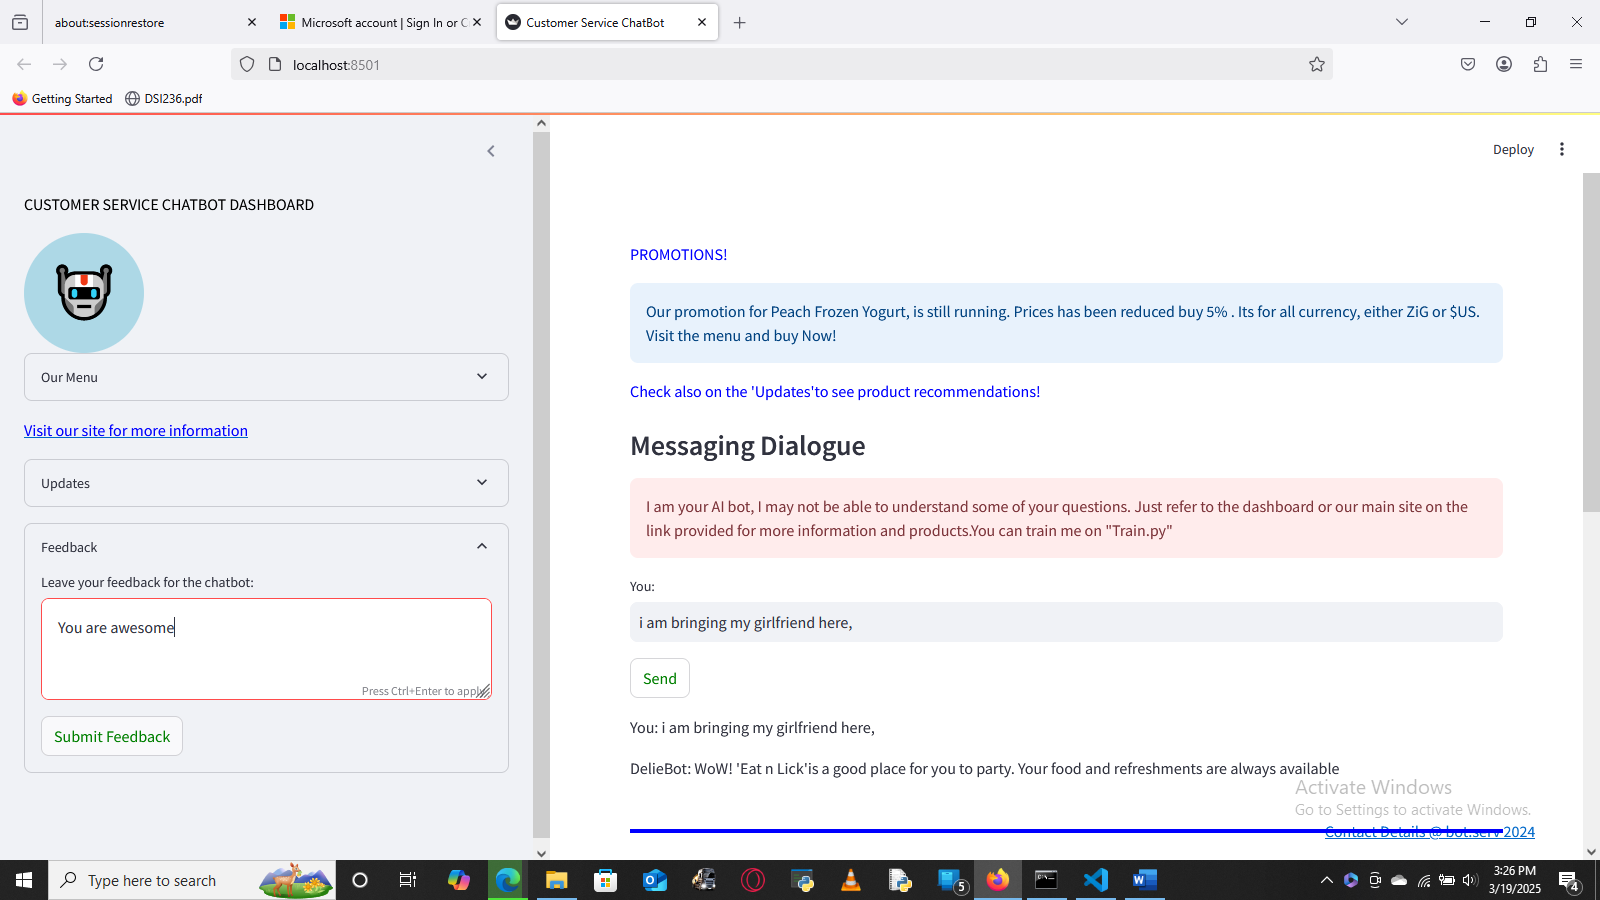 about:sessionrestore
Microsoft account | Sign In or C
Customer Service ChatBot
localhost:8501
Getting Started
DSI236.pdf
Deploy
CUSTOMER SERVICE CHATBOT DASHBOARD
Our Menu
Visit our site for more information
Updates
Feedback
Leave your feedback for the chatbot:
You are awesome
Press Ctrl+Enter to apply
Submit Feedback
PROMOTIONS!
Our promotion for Peach Frozen Yogurt, is still running. Prices has been reduced buy 5% . Its for all currency, either ZiG or $US.
Visit the menu and buy Now!
Check also on the 'Updates'to see product recommendations!
Messaging Dialogue
I am your AI bot, I may not be able to understand some of your questions. Just refer to the dashboard or our main site on the
link provided for more information and products.You can train me on "Train.py"
You:
i am bringing my girlfriend here,
Send
You: i am bringing my girlfriend here,
DelieBot: WoW! 'Eat n Lick'is a good place for you to party. Your food and refreshments are always available
Activate Windows
Go to Settings to activate Windows.
Contact Details @ bot.serv 2024
Type here to search
5
3:26 PM
3/19/2025
4